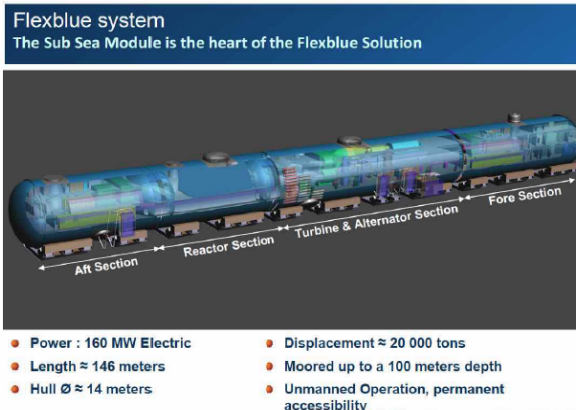 Flexblue system
The Sub Sea Module is the heart of the Flexblue Solution
Aft Section
Reactor Section
Turbine & Alternator Section
Fore Section
Power : 160 MW Electric
Length ≈ 146 meters
Hull Ø ≈ 14 meters
Displacement ≈ 20 000 tons
Moored up to a 100 meters depth
Unmanned Operation, permanent
accessibility